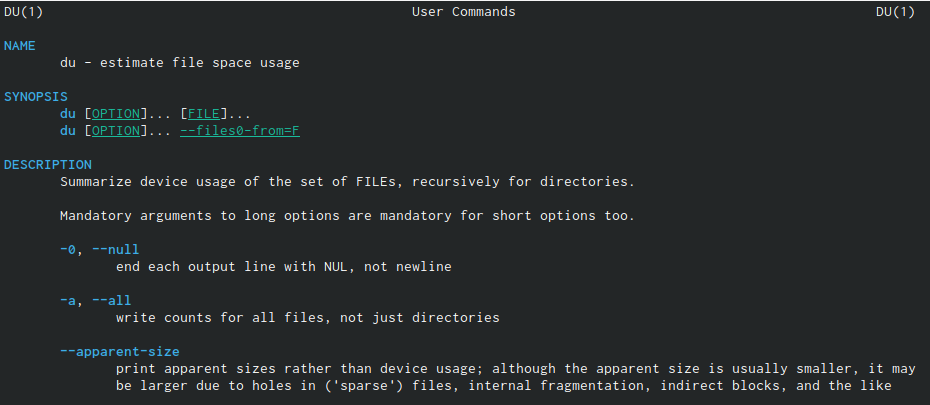 DU(1) User Commands DU(1)
NAME
du - estimate file space usage
SYNOPSIS
du [OPTION]... [FILE]...
du [OPTION]... --files0-from=F
DESCRIPTION
Summarize device usage of the set of FILEs, recursively for directories.
Mandatory arguments to long options are mandatory for short options too.
-0, --null
end each output line with NUL, not newline
-a, --all
write counts for all files, not just directories
--apparent-size
print apparent sizes rather than device usage; although the apparent size is usually smaller, it may
be larger due to holes in ('sparse') files, internal fragmentation, indirect blocks, and the like